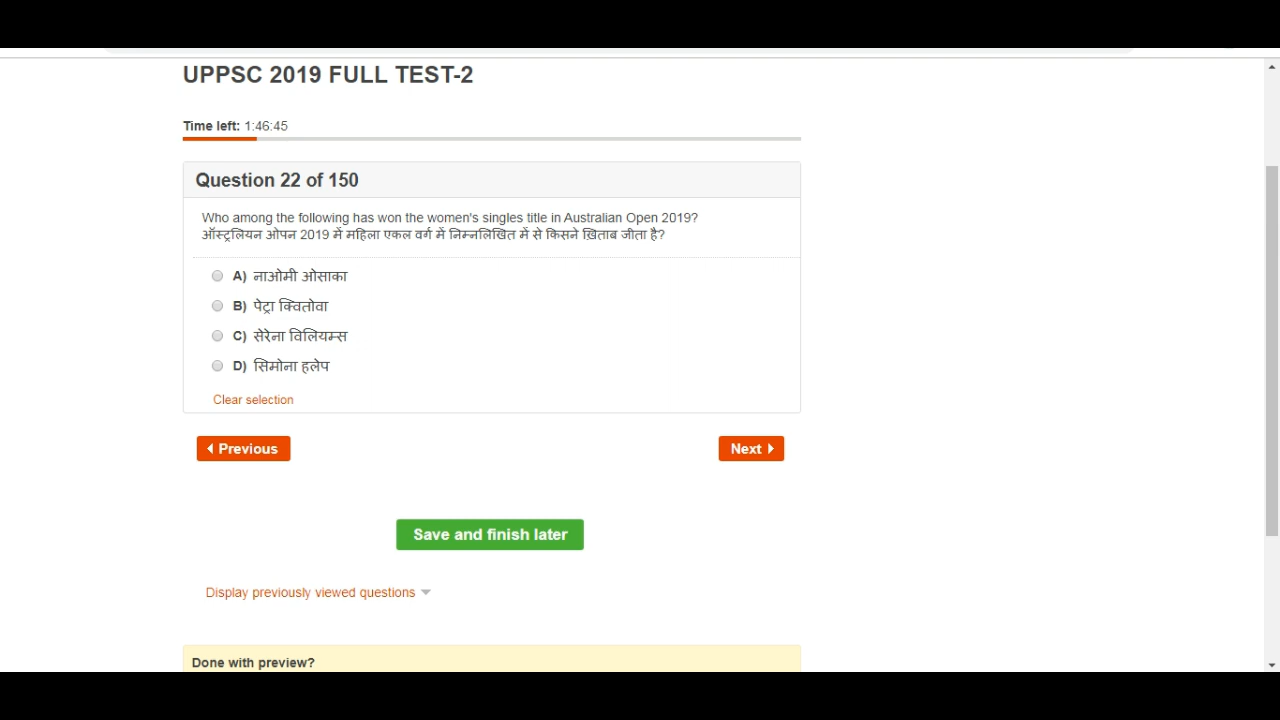 UPPSC 2019 FULL TEST-2
Time left: 1:46:45
Question 22 of 150
Who among the following has won the women's singles title in Australian Open 2019?
ऑस्ट्रलियन ओपन 2019 में महिला एकल वर्ग में निम्नलिखित में से किसने ख़िताब जीता है?
A) नाओमी ओसाका
B) पेट्रा क्वितोवा
C) सेरेना विलियम्स
D) सिमोना हलेप
Clear selection
Previous
Next
Save and finish later
Display previously viewed questions
Done with preview?